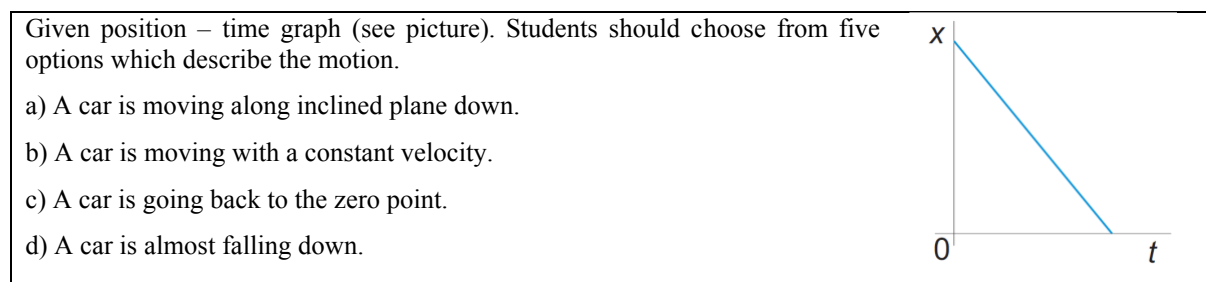 Given position – time graph (see picture). Students should choose from five
options which describe the motion.
a) A car is moving along inclined plane down.
b) A car is moving with a constant velocity.
c) A car is going back to the zero point.
d) A car is almost falling down.
x
0
t